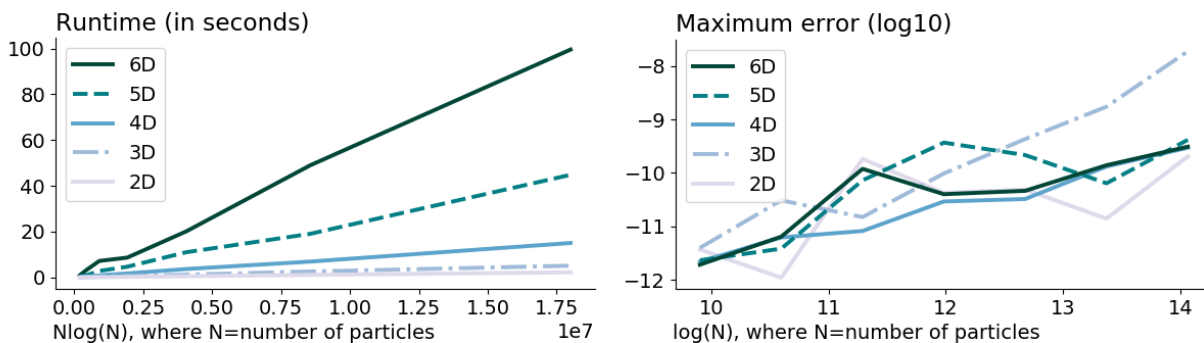 Runtime (in seconds)
100
80
60
40
20
0
6D
5D
4D
3D
2D
0.00 0.25 0.50 0.75 1.00 1.25 1.50 1.75
1e7
Nlog(N), where N=number of particles
Maximum error (log10)
−8
−9
−10
−11
−12
6D
5D
4D
3D
2D
10 11 12 13 14
log(N), where N=number of particles